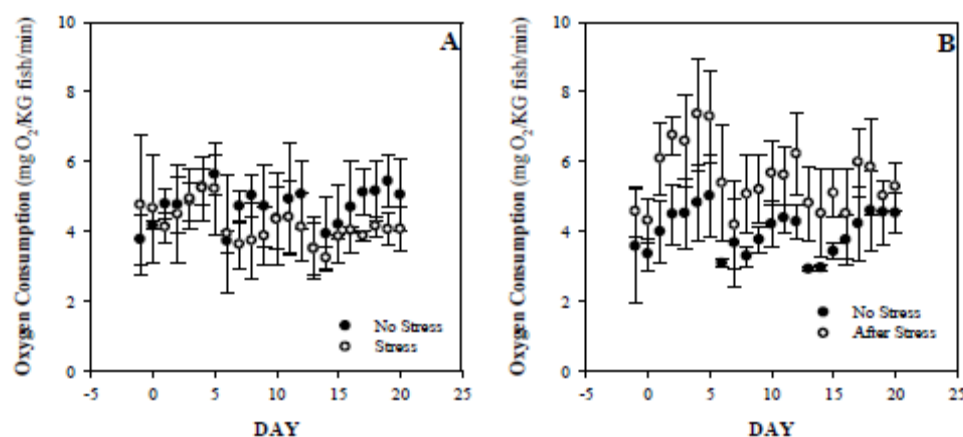 A
Oxygen Consumption (mg O₂/KG fish/min)
10
8
6
4
2
0
No Stress
Stress
-5 0 5 10 15 20 25
DAY
B
Oxygen Consumption (mg O₂/KG fish/min)
10
8
6
4
2
0
No Stress
After Stress
-5 0 5 10 15 20 25
DAY